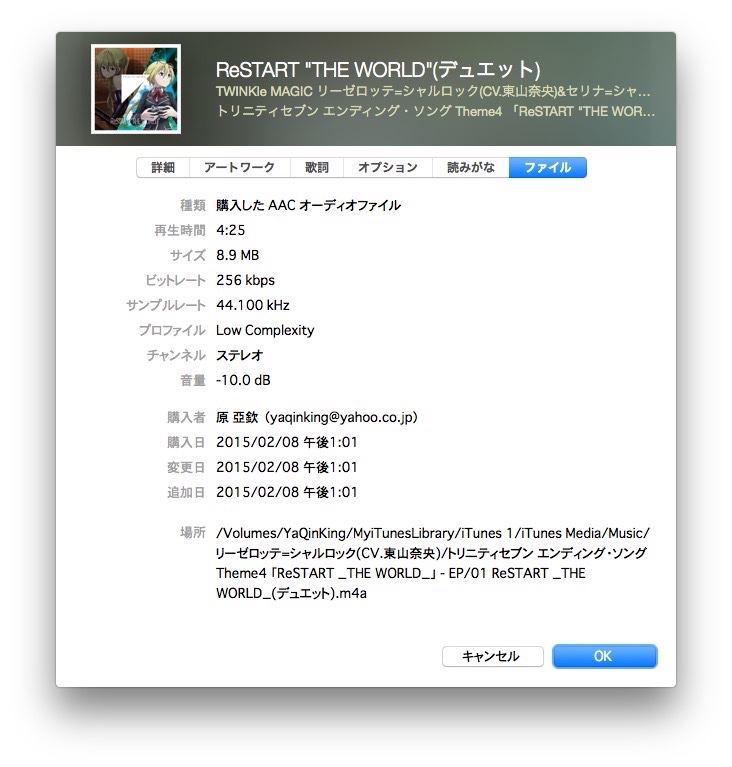 ReSTART "THE WORLD"(デュエット)
TWINKle MAGIC リーゼロッテ=シャルロック(CV.東山奈央)&セリナ=シャ…
トリニティセブン エンディング・ソング Theme4 「ReSTART "THE WOR…
詳細 アートワーク 歌詞 オプション 読みがな ファイル
種類 購入した AAC オーディオファイル
再生時間 4:25
サイズ 8.9 MB
ビットレート 256 kbps
サンプルレート 44.100 kHz
プロファイル Low Complexity
チャンネル ステレオ
音量 -10.0 dB
購入者 原 亞欽（yaqinking@yahoo.co.jp）
購入日 2015/02/08 午後1:01
変更日 2015/02/08 午後1:01
追加日 2015/02/08 午後1:01
場所 /Volumes/YaQinKing/MyiTunesLibrary/iTunes 1/iTunes Media/Music/
リーゼロッテ=シャルロック(CV.東山奈央)/トリニティセブン エンディング・ソング
Theme4 「ReSTART _THE WORLD_」 - EP/01 ReSTART _THE
WORLD_(デュエット).m4a
キャンセル OK